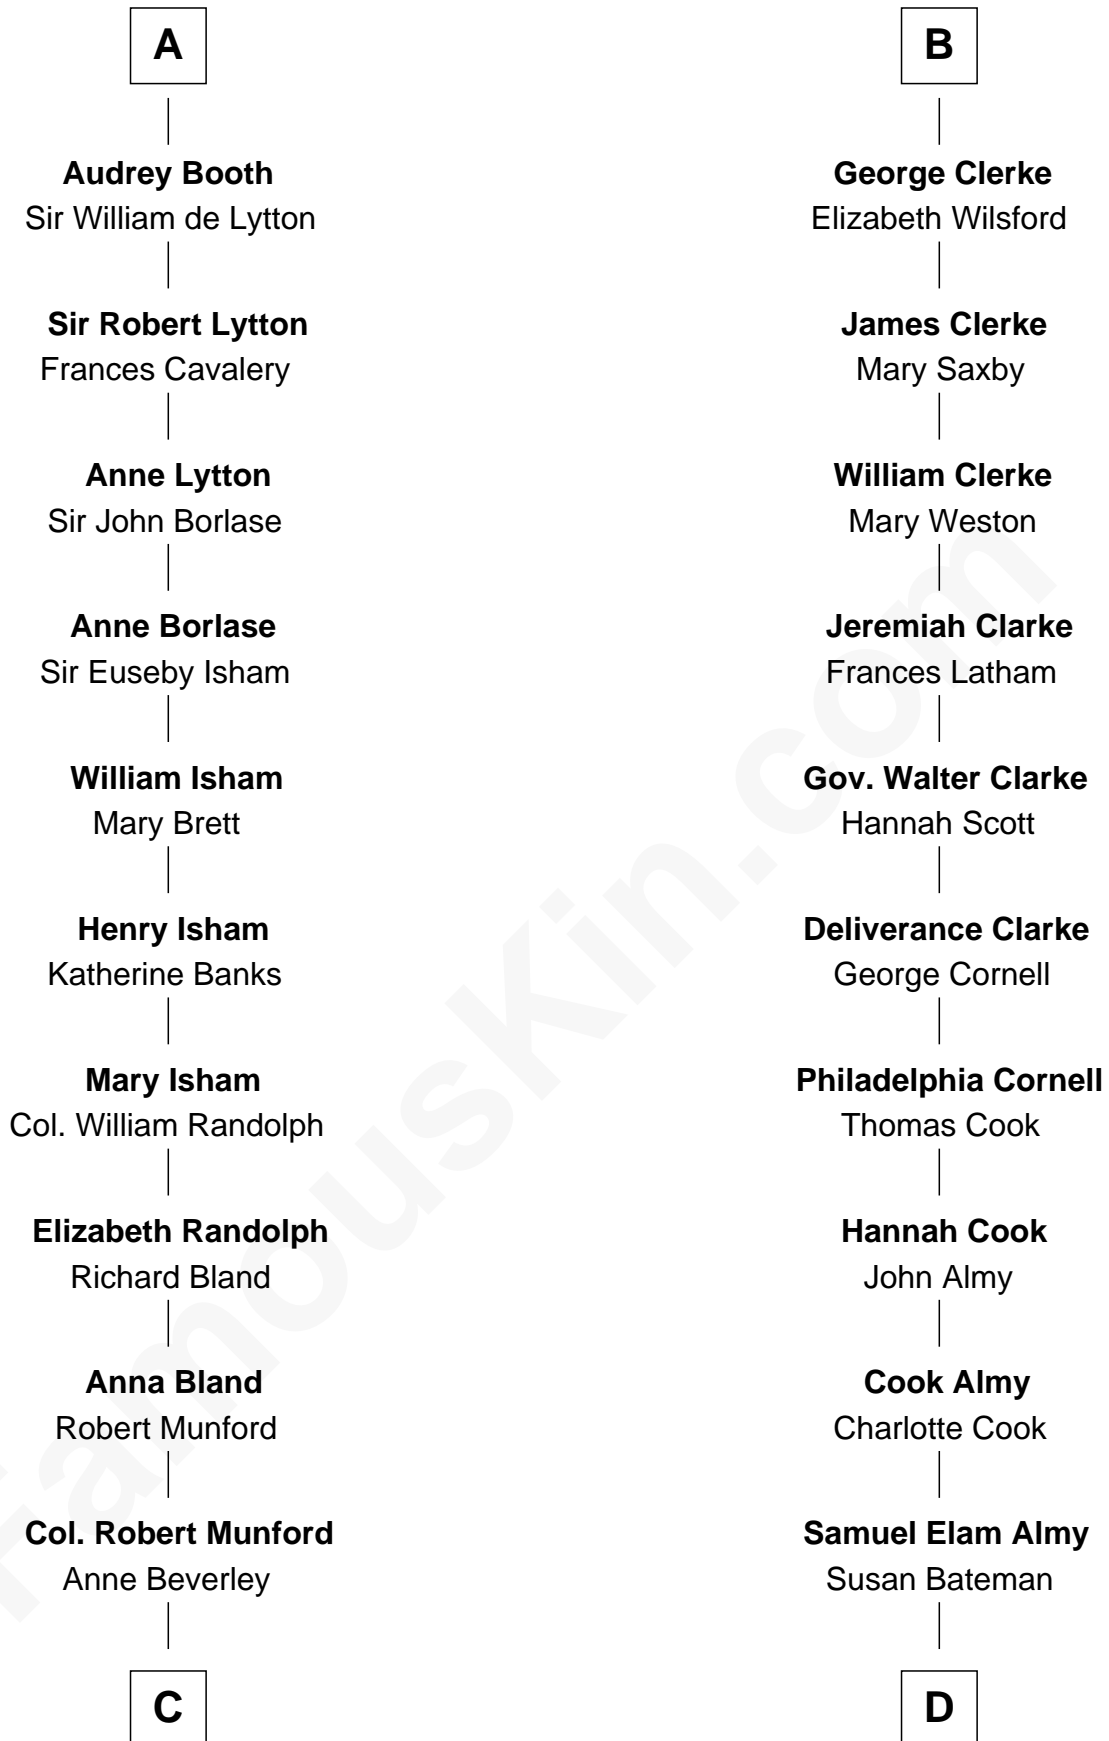 A
Audrey Booth
Sir William de Lytton
Sir Robert Lytton
Frances Cavalery
Anne Lytton
Sir John Borlase
Anne Borlase
Sir Euseby Isham
William Isham
Mary Brett
Henry Isham
Katherine Banks
Mary Isham
Col. William Randolph
Elizabeth Randolph
Richard Bland
Anna Bland
Robert Munford
Col. Robert Munford
Anne Beverley
C
B
George Clerke
Elizabeth Wilsford
James Clerke
Mary Saxby
William Clerke
Mary Weston
Jeremiah Clarke
Frances Latham
Gov. Walter Clarke
Hannah Scott
Deliverance Clarke
George Cornell
Philadelphia Cornell
Thomas Cook
Hannah Cook
John Almy
Cook Almy
Charlotte Cook
Samuel Elam Almy
Susan Bateman
D
FamousKin.com